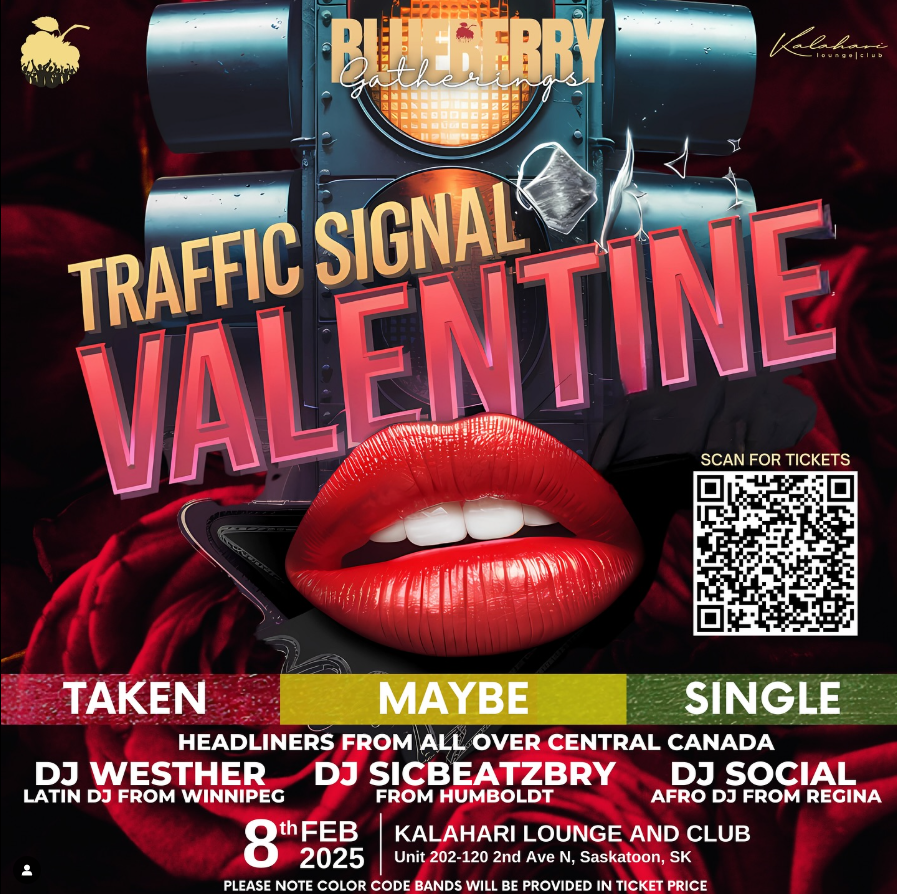 BLUEBERRY
Gatherings
Kalahari
lounge|club
TRAFFIC SIGNAL
VALENTINE
SCAN FOR TICKETS
TAKEN MAYBE SINGLE
HEADLINERS FROM ALL OVER CENTRAL CANADA
DJ WESTHER DJ SICBEATZBRY DJ SOCIAL
LATIN DJ FROM WINNIPEG FROM HUMBOLDT AFRO DJ FROM REGINA
8th FEB
2025
KALAHARI LOUNGE AND CLUB
Unit 202-120 2nd Ave N, Saskatoon, SK
PLEASE NOTE COLOR CODE BANDS WILL BE PROVIDED IN TICKET PRICE